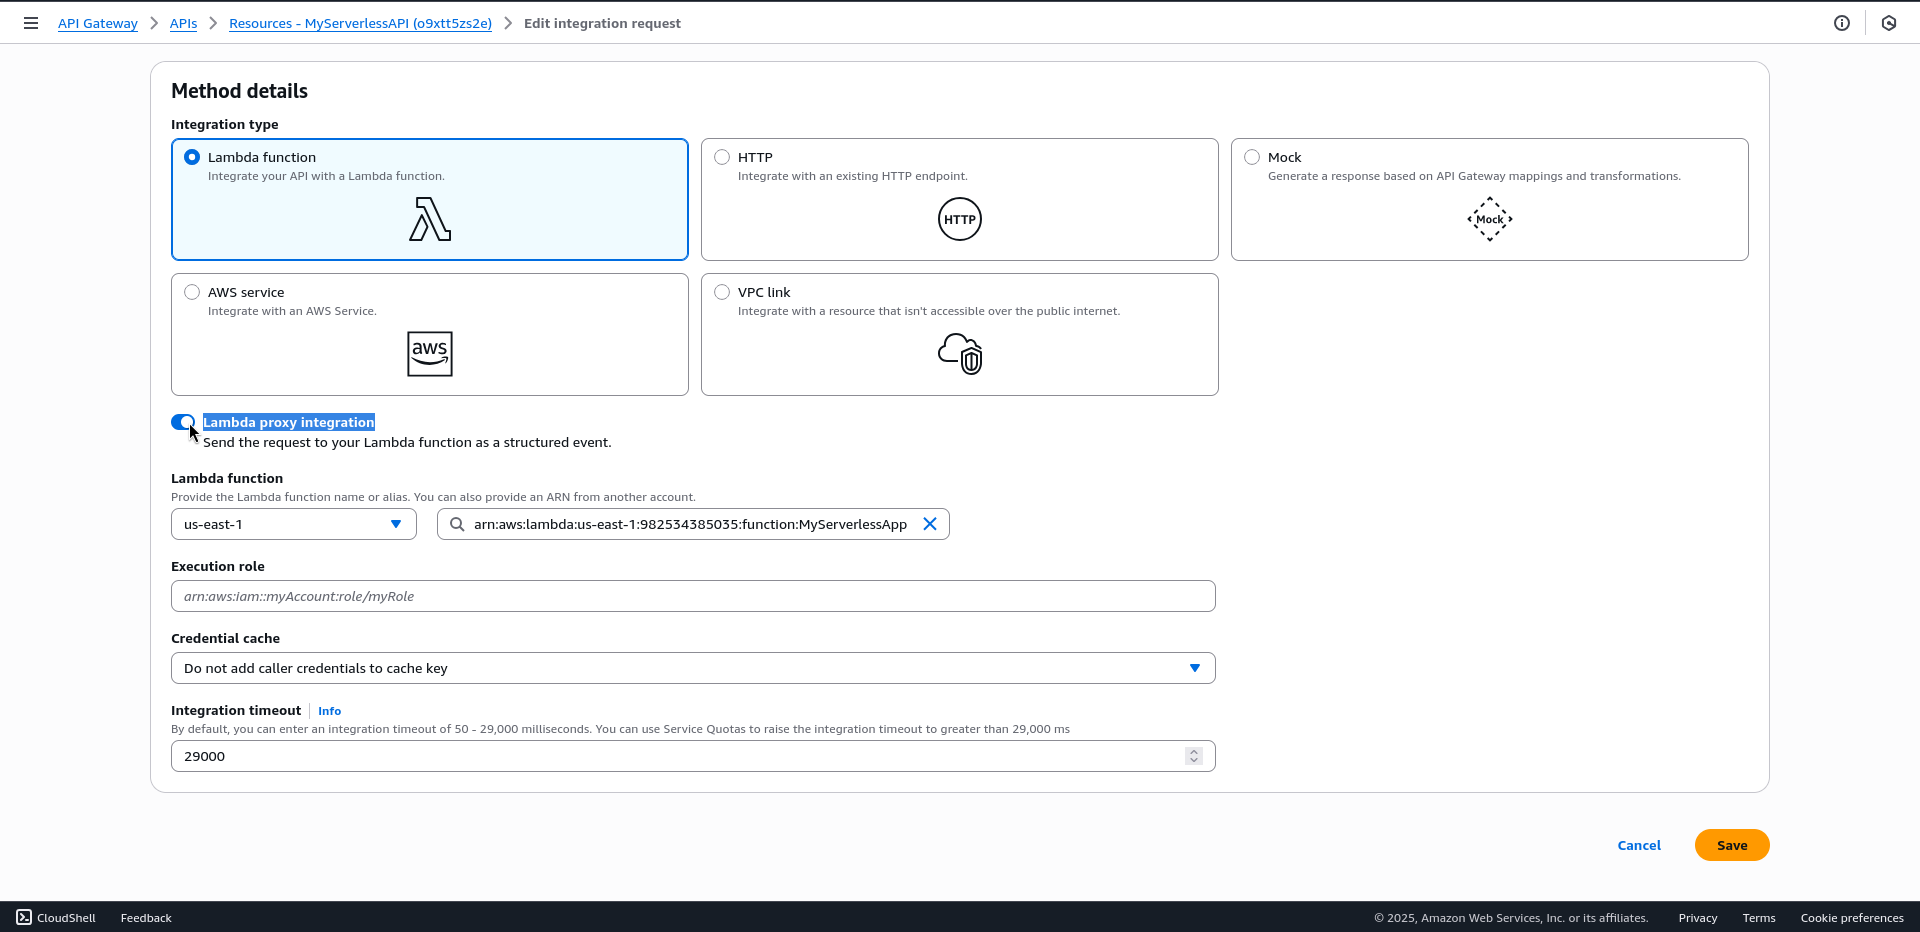 API Gateway > APIs > Resources - MyServerlessAPI (o9xtt5zs2e) > Edit integration request
Method details
Integration type
Lambda function
Integrate your API with a Lambda function.
HTTP
Integrate with an existing HTTP endpoint.
HTTP
Mock
Generate a response based on API Gateway mappings and transformations.
Mock
AWS service
Integrate with an AWS Service.
aws
VPC link
Integrate with a resource that isn't accessible over the public internet.
Lambda proxy integration
Send the request to your Lambda function as a structured event.
Lambda function
Provide the Lambda function name or alias. You can also provide an ARN from another account.
us-east-1
arn:aws:lambda:us-east-1:982534385035:function:MyServerlessApp
Execution role
arn:aws:iam::myAccount:role/myRole
Credential cache
Do not add caller credentials to cache key
Integration timeout | Info
By default, you can enter an integration timeout of 50 - 29,000 milliseconds. You can use Service Quotas to raise the integration timeout to greater than 29,000 ms
29000
Cancel
Save
CloudShell Feedback © 2025, Amazon Web Services, Inc. or its affiliates. Privacy Terms Cookie preferences